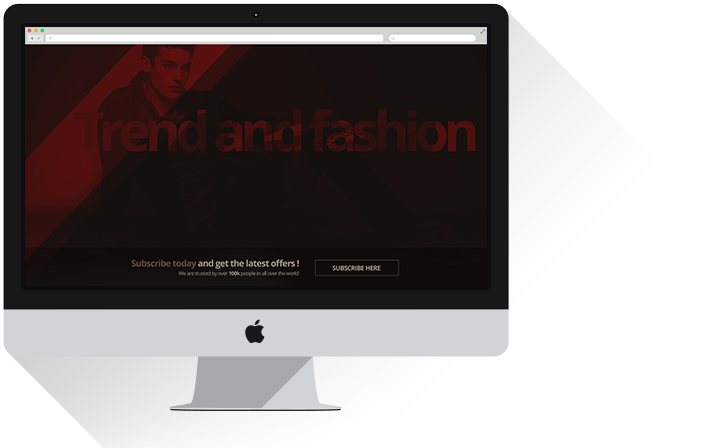 Trend and fashion
Subscribe today and get the latest offers !
We are trusted by over 100k people in all over the world
SUBSCRIBE HERE